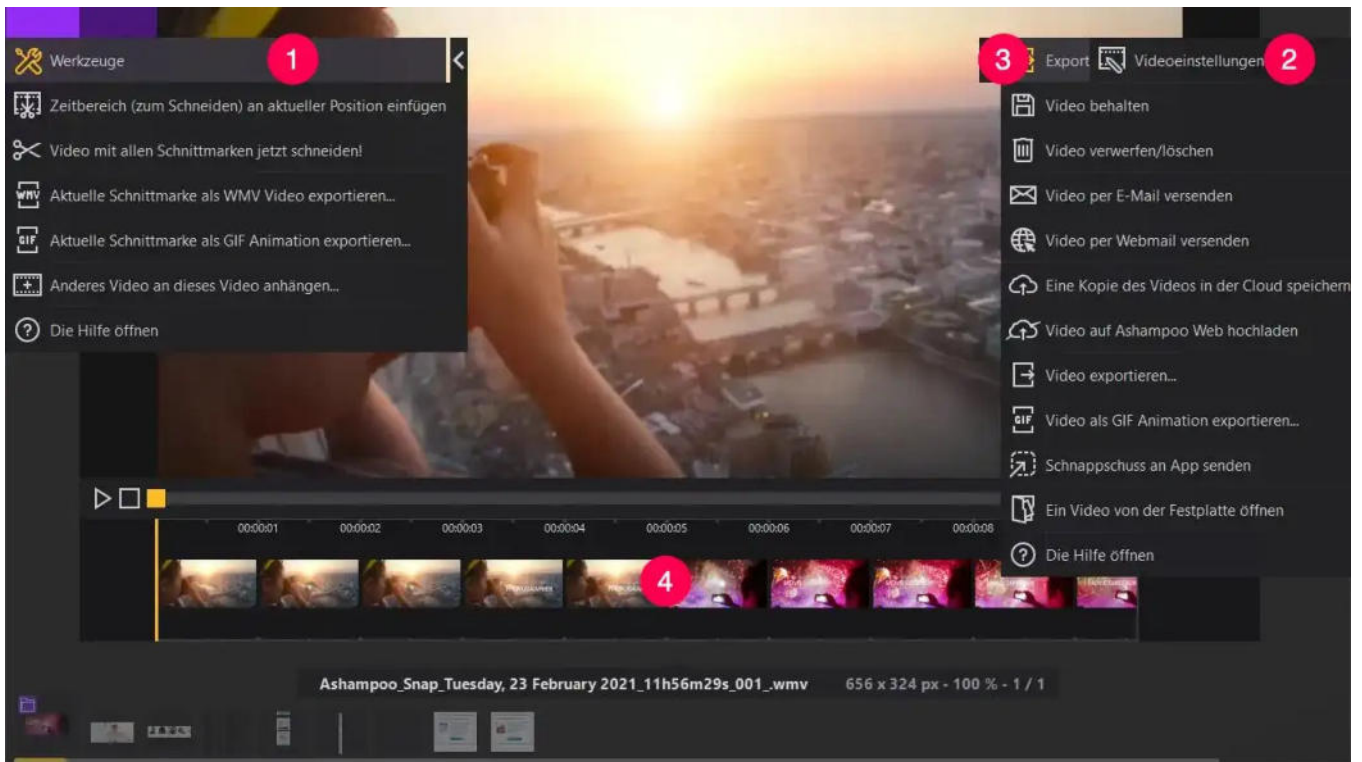 Werkzeuge
1
Zeitbereich (zum Schneiden) an aktueller Position einfügen
Video mit allen Schnittmarken jetzt schneiden!
WMV
Aktuelle Schnittmarke als WMV Video exportieren...
GIF
Aktuelle Schnittmarke als GIF Animation exportieren...
Anderes Video an dieses Video anhängen...
?
Die Hilfe öffnen
3
Export
Videoeinstellungen
2
Video behalten
Video verwerfen/löschen
Video per E-Mail versenden
Video per Webmail versenden
Eine Kopie des Videos in der Cloud speichern
Video auf Ashampoo Web hochladen
Video exportieren...
GIF
Video als GIF Animation exportieren...
Schnappschuss an App senden
Ein Video von der Festplatte öffnen
?
Die Hilfe öffnen
00:00:01 00:00:02 00:00:03 00:00:04 00:00:05 00:00:06 00:00:07 00:00:08
4
Ashampoo_Snap_Tuesday, 23 February 2021_11h56m29s_001_.wmv 656 x 324 px - 100 % - 1 / 1